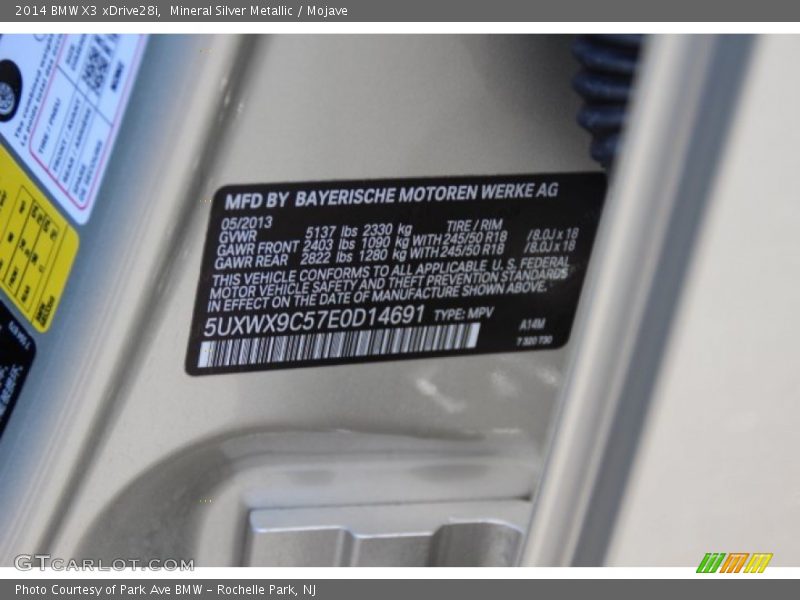 2014 BMW X3 xDrive28i,  Mineral Silver Metallic / Mojave
MFD BY BAYERISCHE MOTOREN WERKE AG
05/2013
GVWR 5137 lbs 2330 kg TIRE / RIM
GAWR FRONT 2403 lbs 1090 kg WITH 245/50 R18 /8.0J x 18
GAWR REAR 2822 lbs 1280 kg WITH 245/50 R18 /8.0J x 18
THIS VEHICLE CONFORMS TO ALL APPLICABLE U. S. FEDERAL
MOTOR VEHICLE SAFETY AND THEFT PREVENTION STANDARDS
IN EFFECT ON THE DATE OF MANUFACTURE SHOWN ABOVE.
5UXWX9C57E0D14691 TYPE: MPV
A14M
7 320 730
GTCARLOT.COM
Photo Courtesy of Park Ave BMW - Rochelle Park, NJ